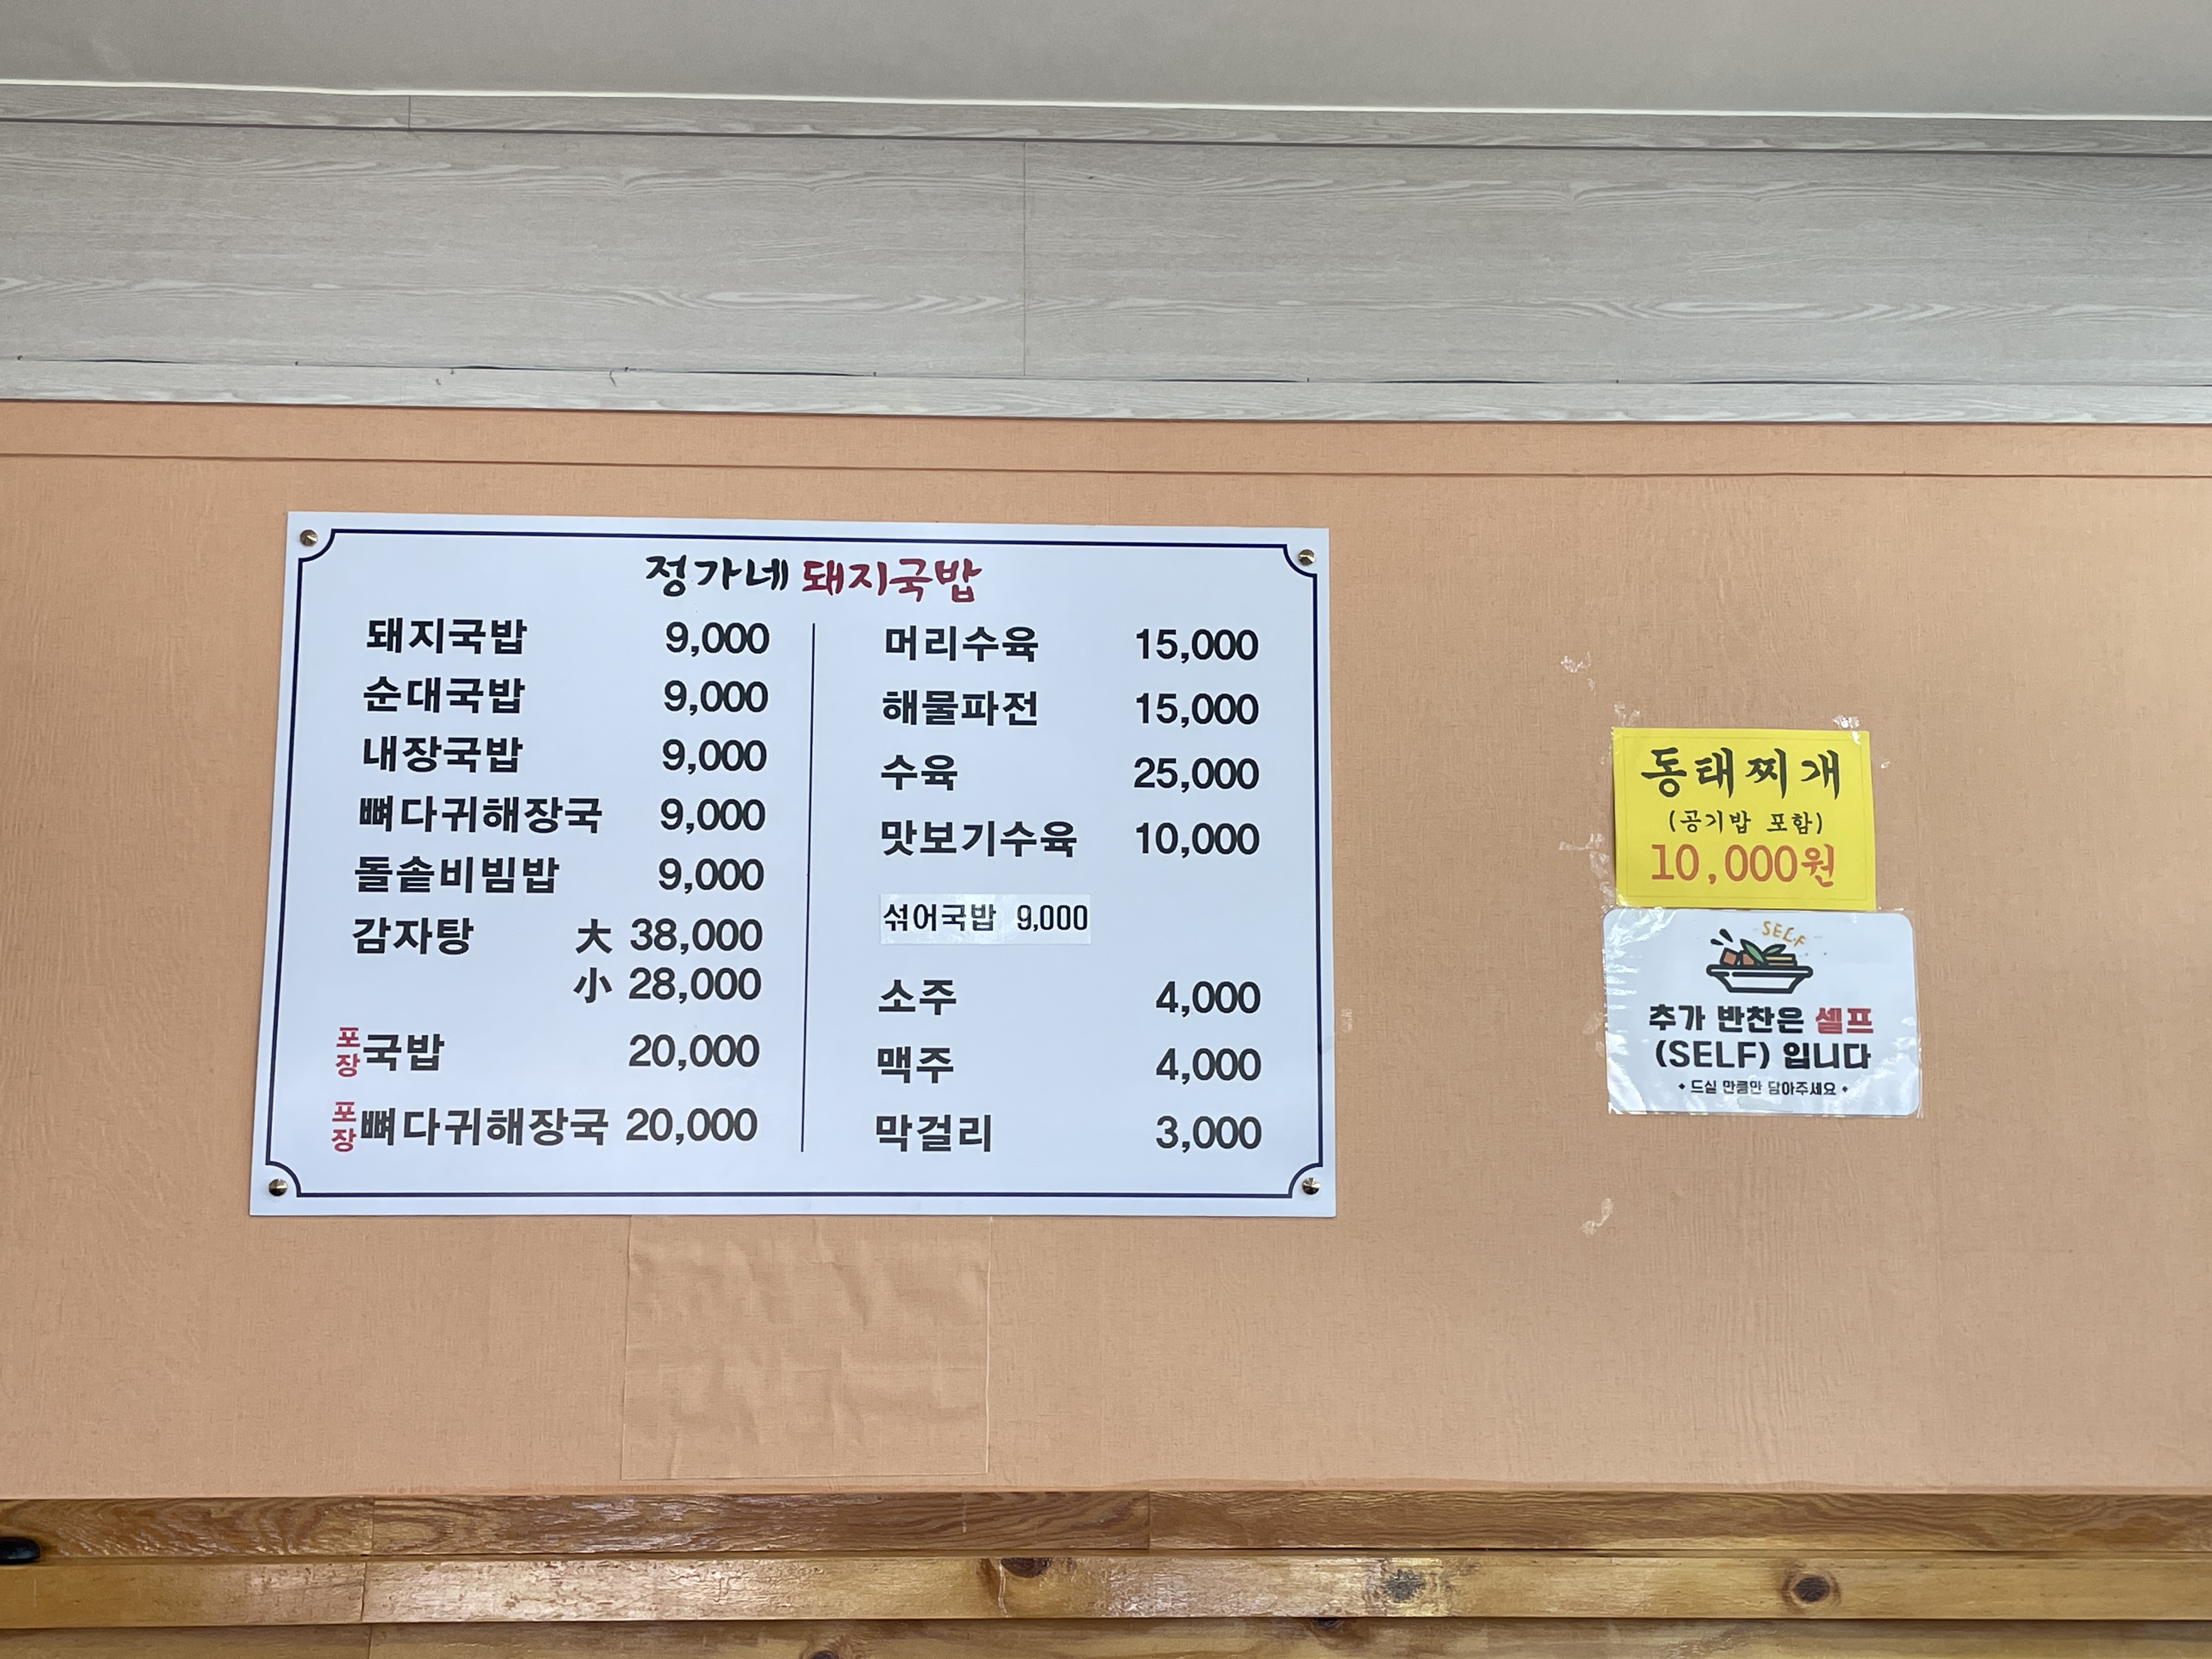 정가네 돼지국밥
돼지국밥 9,000
순대국밥 9,000
내장국밥 9,000
뼈다귀해장국 9,000
돌솥비빔밥 9,000
감자탕 大 38,000
小 28,000
포장 국밥 20,000
포장 뼈다귀해장국 20,000
머리수육 15,000
해물파전 15,000
수육 25,000
맛보기수육 10,000
섞어국밥 9,000
소주 4,000
맥주 4,000
막걸리 3,000
동태찌개
(공기밥 포함)
10,000원
SELF
추가 반찬은 셀프
(SELF) 입니다
• 드실 만큼만 담아주세요 •